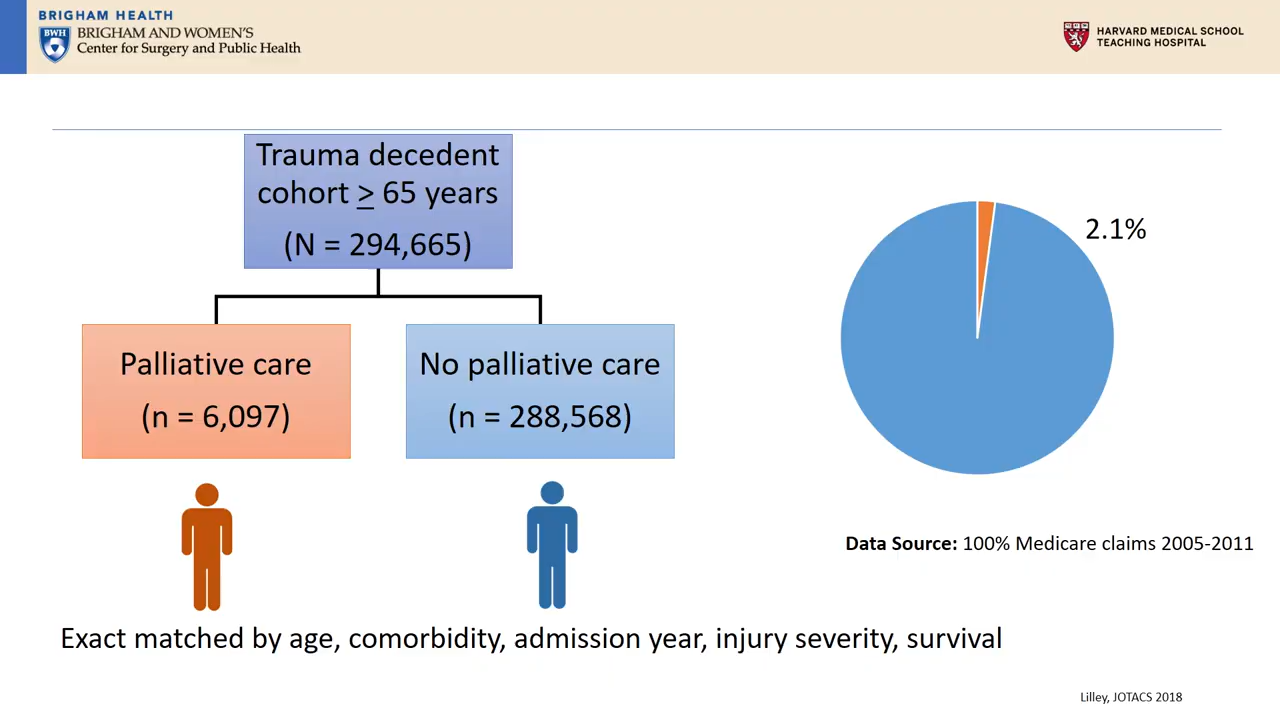 BRIGHAM HEALTH
BWH
BRIGHAM AND WOMEN'S
Center for Surgery and Public Health
HARVARD MEDICAL SCHOOL
TEACHING HOSPITAL
Trauma decedent
cohort ≥ 65 years
(N = 294,665)
Palliative care
(n = 6,097)
No palliative care
(n = 288,568)
2.1%
Data Source: 100% Medicare claims 2005-2011
Exact matched by age, comorbidity, admission year, injury severity, survival
Lilley, JOTACS 2018